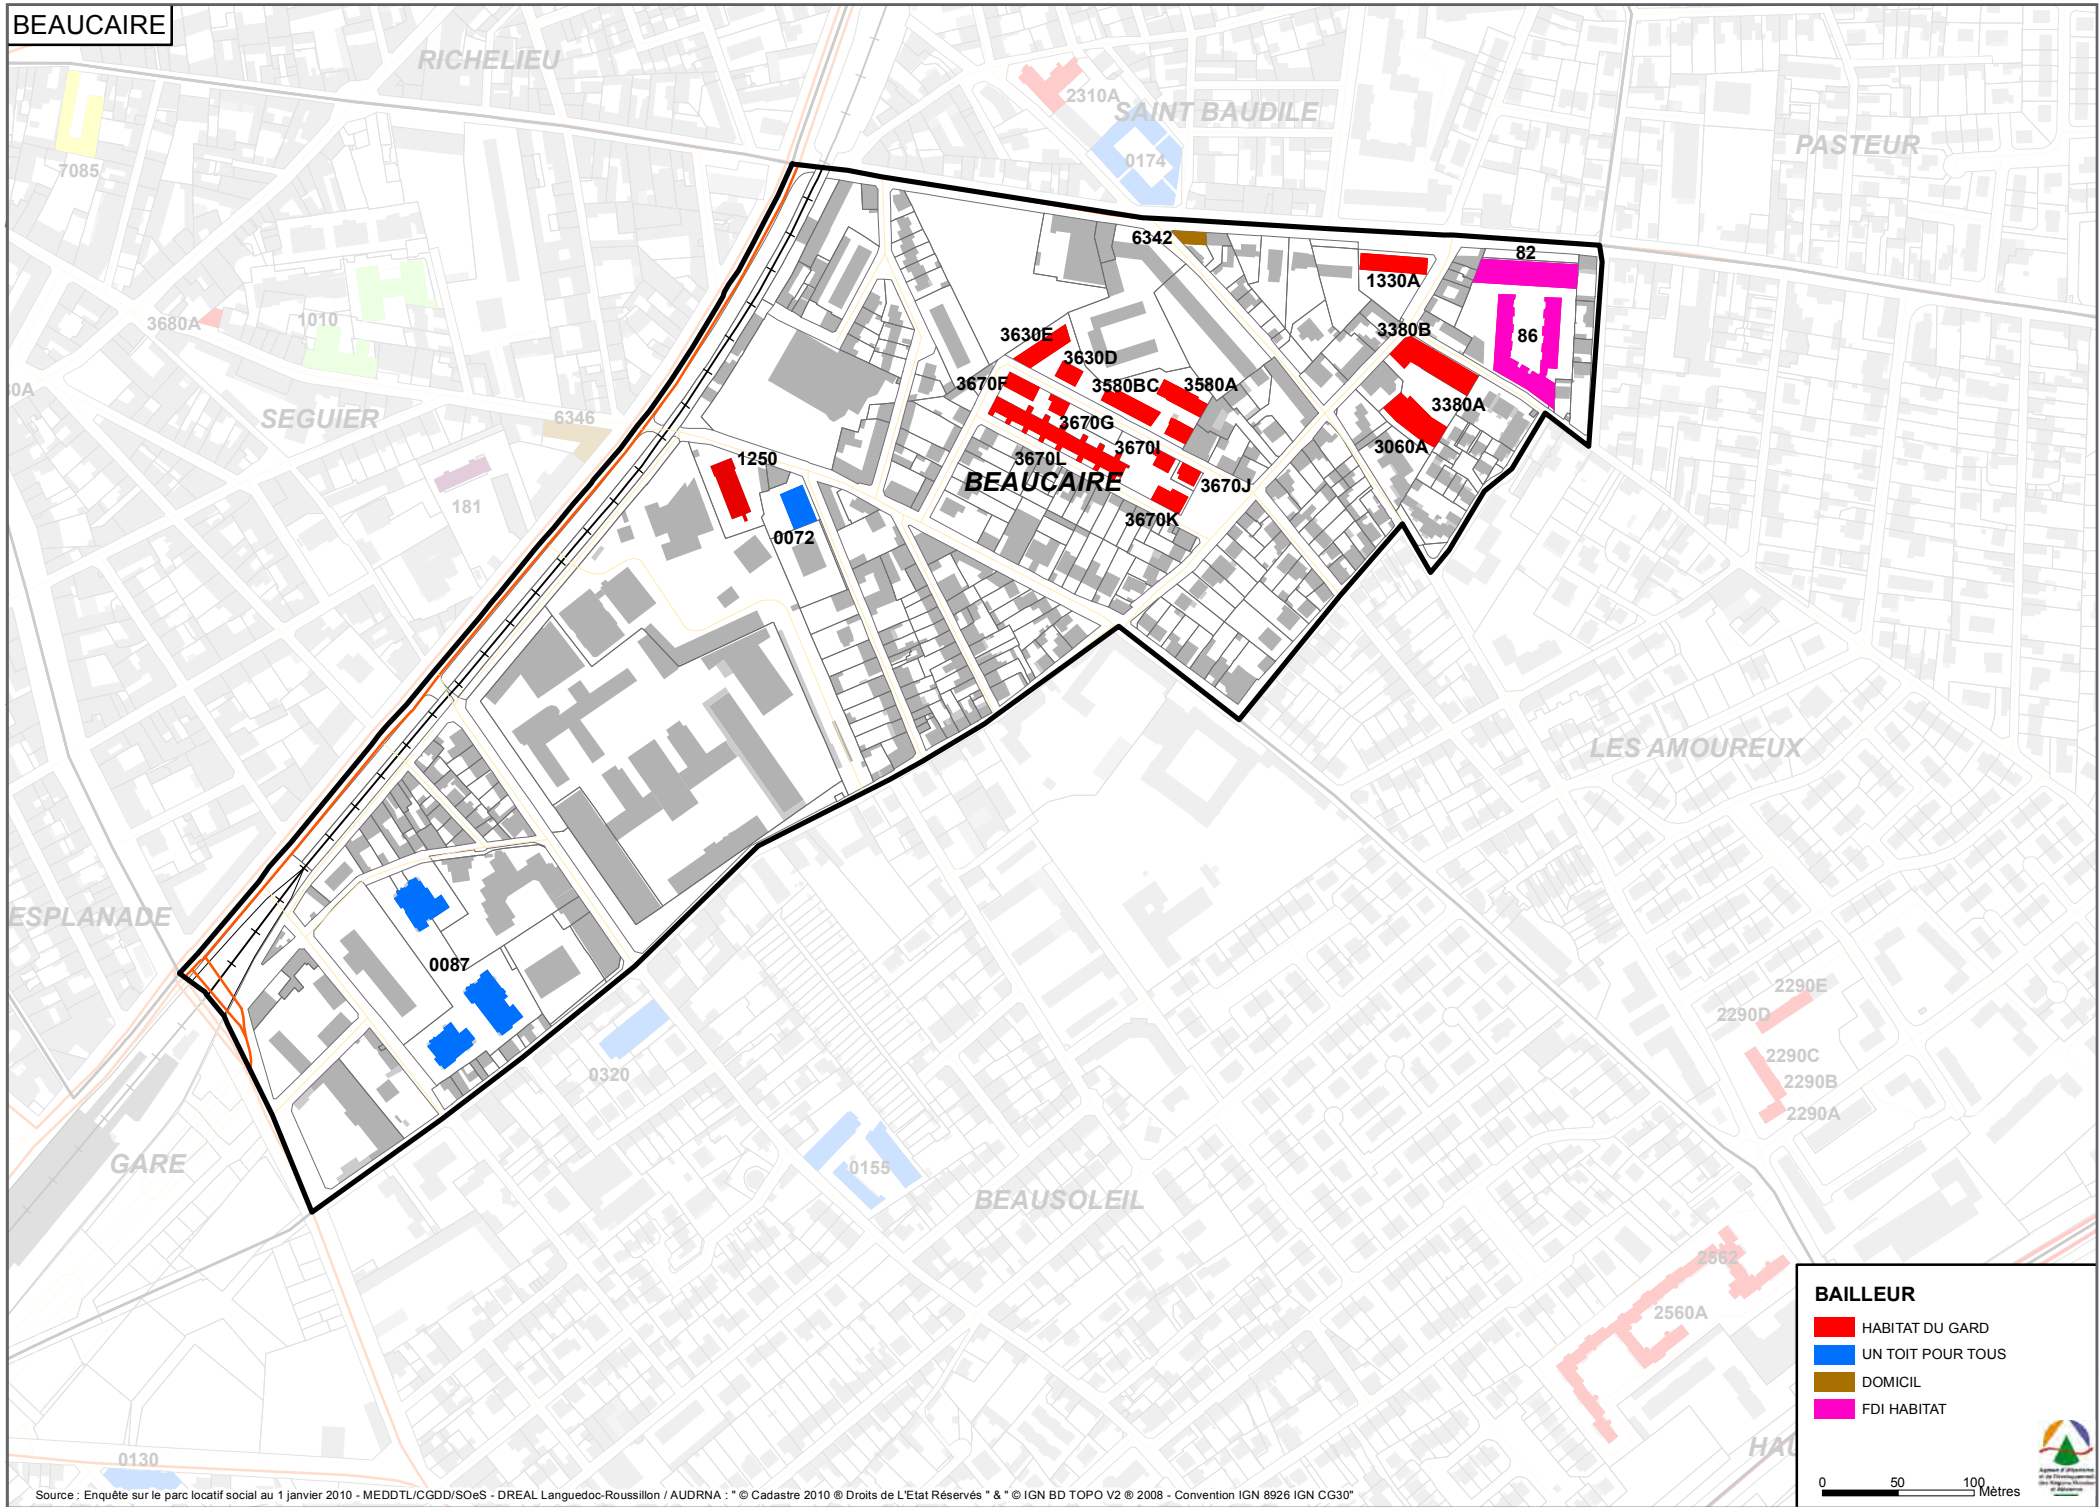 BEAUCAIRE
RICHELIEU
2310A
SAINT BAUDILE
PASTEUR
0174
7085
6342
82
1330A
3680A
1010
3380B
86
3630E
3630D
3670F
3580BC
3580A
0A
SEGUIER
6346
3380A
3670G
3060A
1250
3670I
3670L
BEAUCAIRE
3670J
181
3670K
0072
LES AMOUREUX
ESPLANADE
0087
2290E
2290D
2290C
0320
2290B
2290A
GARE
0155
BEAUSOLEIL
2562
2560A
BAILLEUR
HABITAT DU GARD
UN TOIT POUR TOUS
DOMICIL
FDI HABITAT
HAU
0130
0 50 100
Mètres
Source : Enquête sur le parc locatif social au 1 janvier 2010 - MEDDTL/CGDD/SOeS - DREAL Languedoc-Roussillon / AUDRNA : " © Cadastre 2010 ® Droits de L'Etat Réservés " & " © IGN BD TOPO V2 ® 2008 - Convention IGN 8926 IGN CG30"